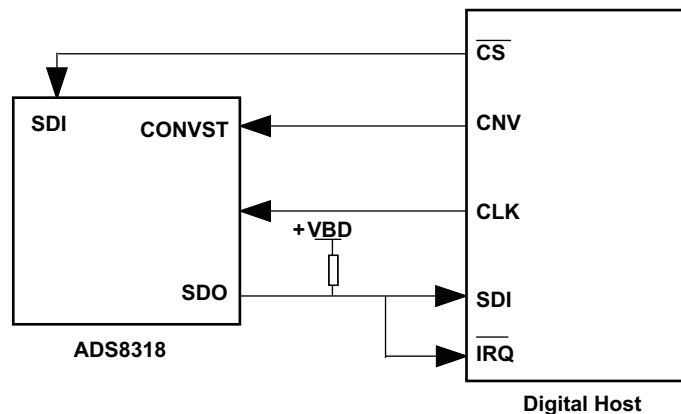 CS
SDI
CONVST
CNV
CLK
+VBD
SDO
SDI
IRQ
ADS8318
Digital Host